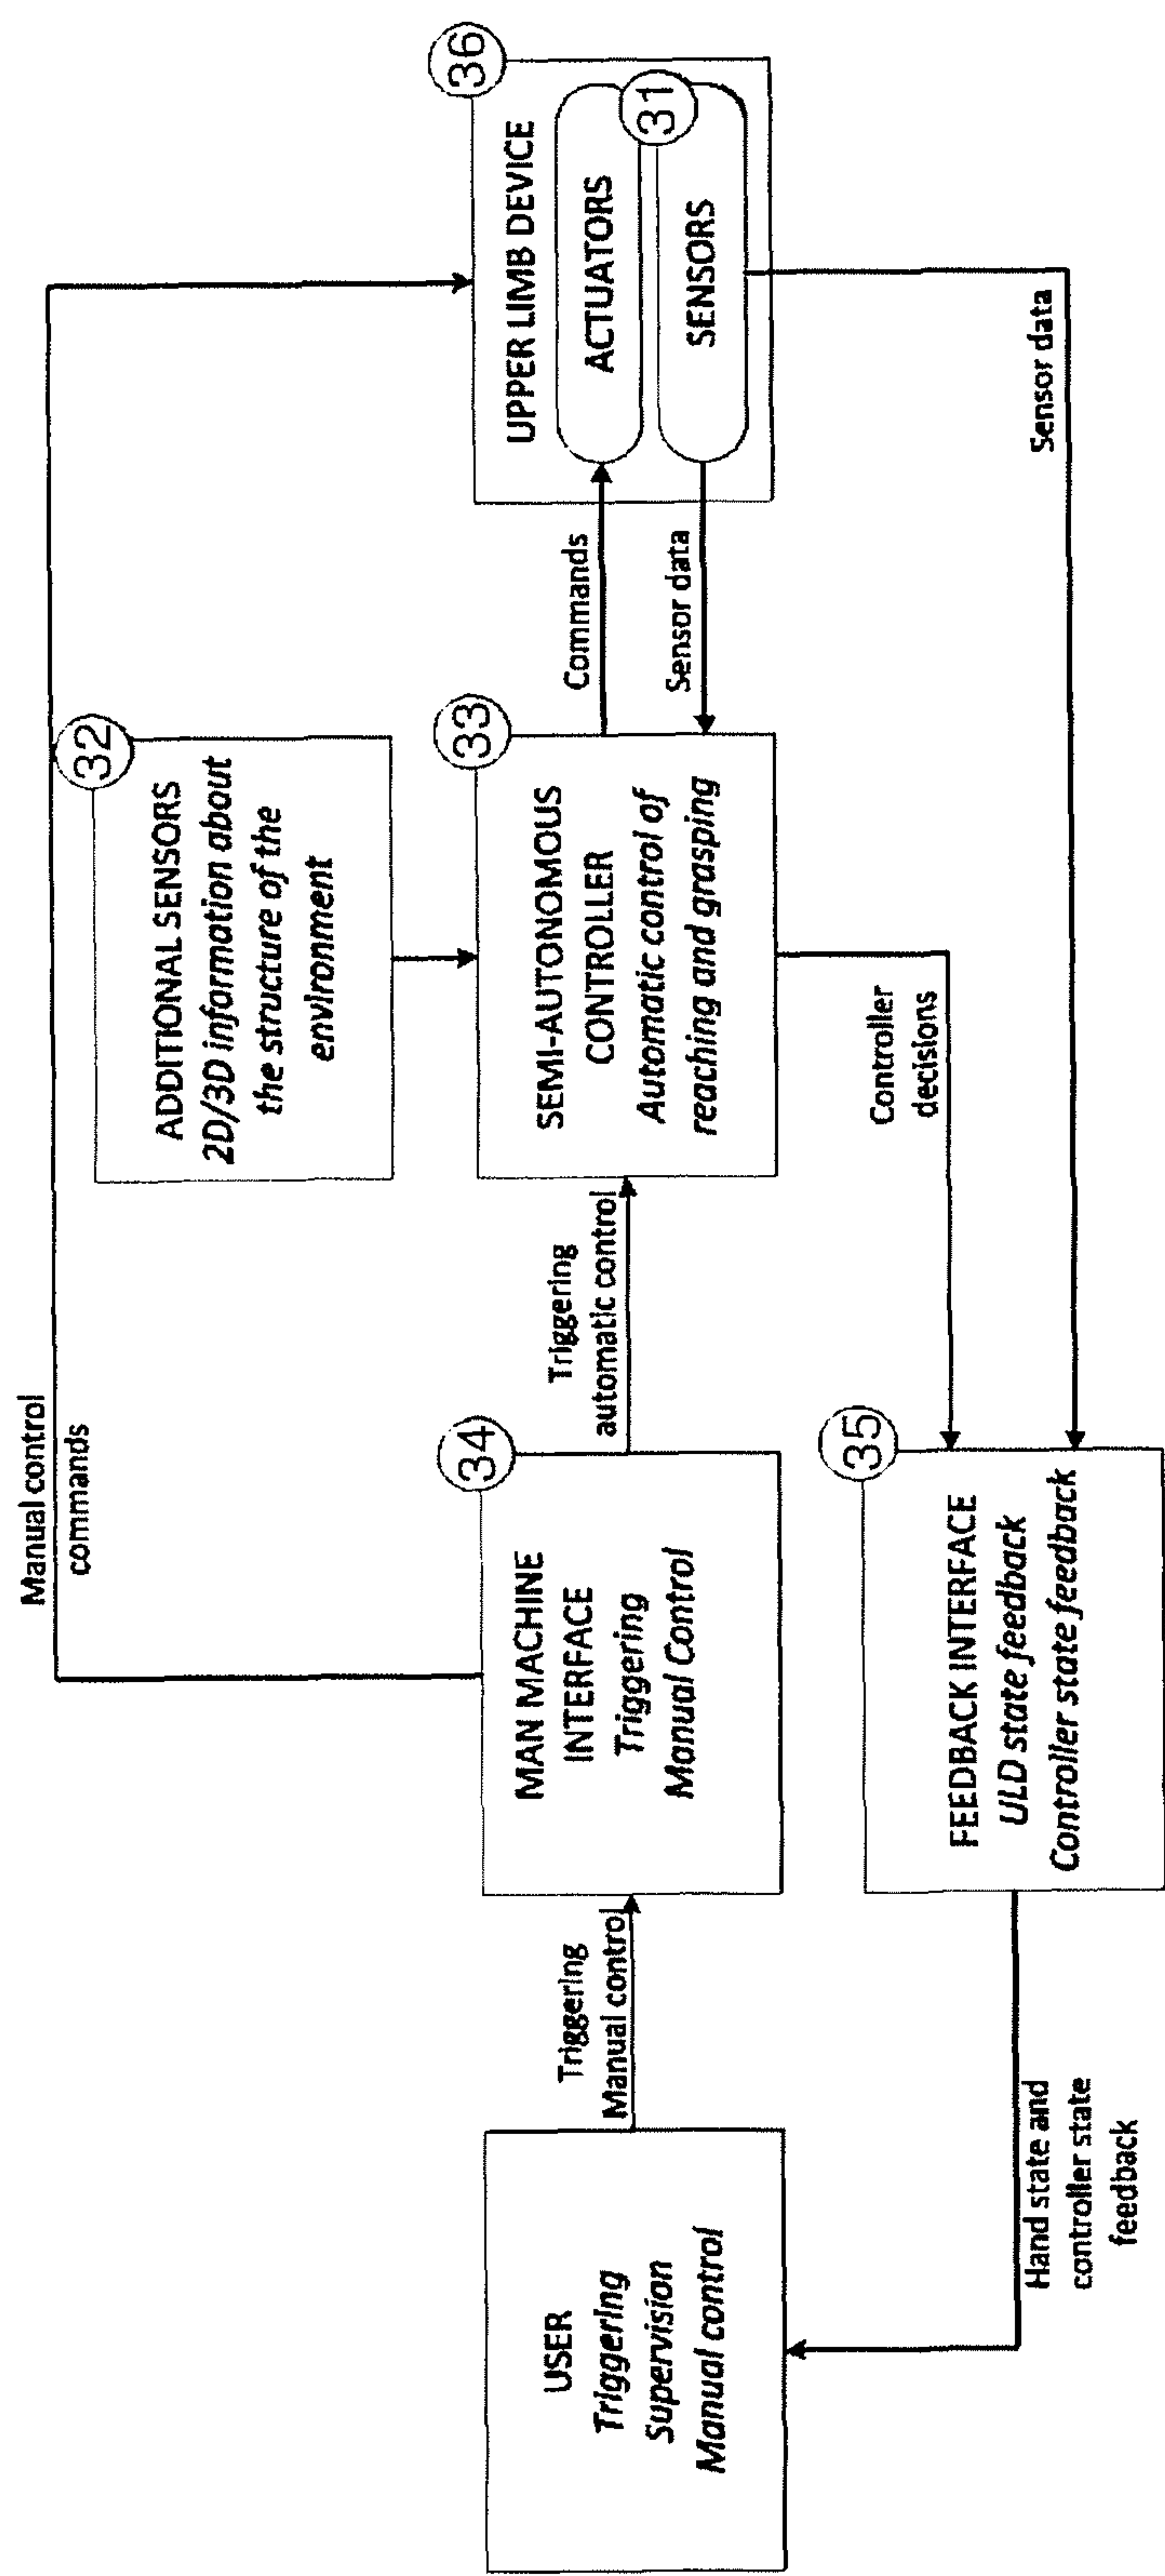 Manual control
commands
32
ADDITIONAL SENSORS
2D/3D information about
the structure of the
environment
36
UPPER LIMB DEVICE
ACTUATORS
31
SENSORS
USER
Triggering
Supervision
Manual control
Triggering
Manual control
34
MAN MACHINE
INTERFACE
Triggering
Manual Control
Triggering
automatic control
33
SEMI-AUTONOMOUS
CONTROLLER
Automatic control of
reaching and grasping
Commands
Sensor data
Controller
decisions
Sensor data
35
FEEDBACK INTERFACE
ULD state feedback
Controller state feedback
Hand state and
controller state
feedback